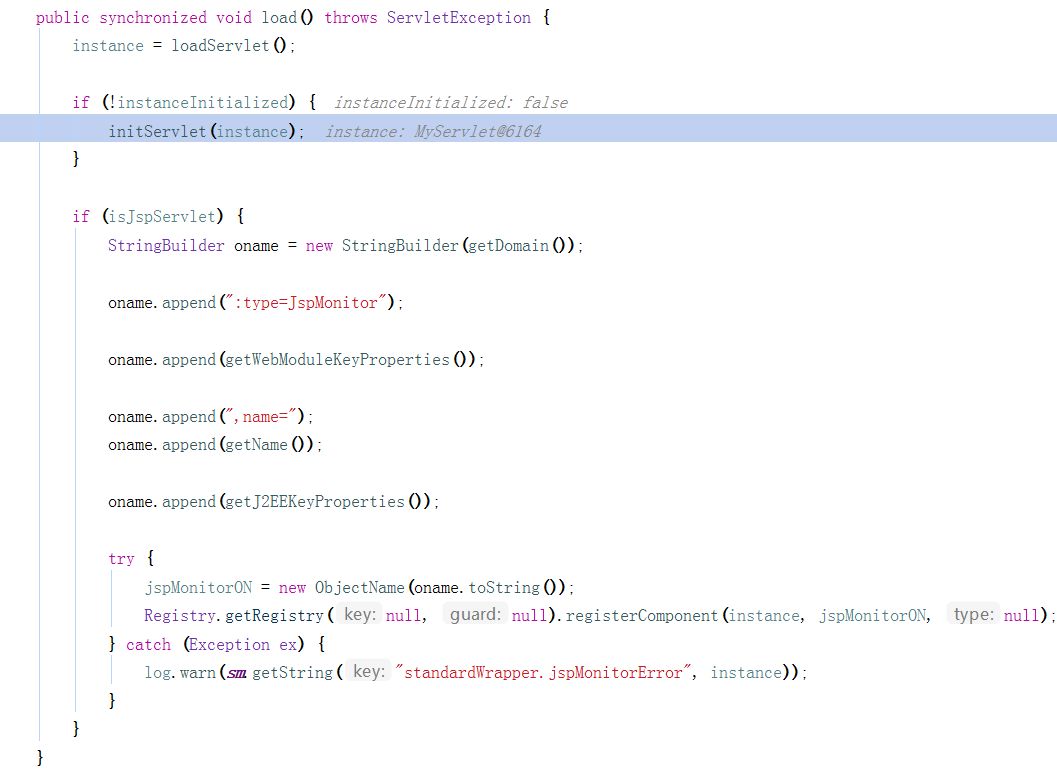 public synchronized void load() throws ServletException {
instance = loadServlet();
if (!instanceInitialized) { instanceInitialized: false
initServlet(instance); instance: MyServlet@6164
}
if (isJspServlet) {
StringBuilder oname = new StringBuilder(getDomain());
oname.append(":type=JspMonitor");
oname.append(getWebModuleKeyProperties());
oname.append(",name=");
oname.append(getName());
oname.append(getJ2EEKeyProperties());
try {
jspMonitorON = new ObjectName(oname.toString());
Registry.getRegistry( key: null, guard: null).registerComponent(instance, jspMonitorON, type: null);
} catch (Exception ex) {
log.warn(sm.getString( key: "standardWrapper.jspMonitorError", instance));
}
}
}